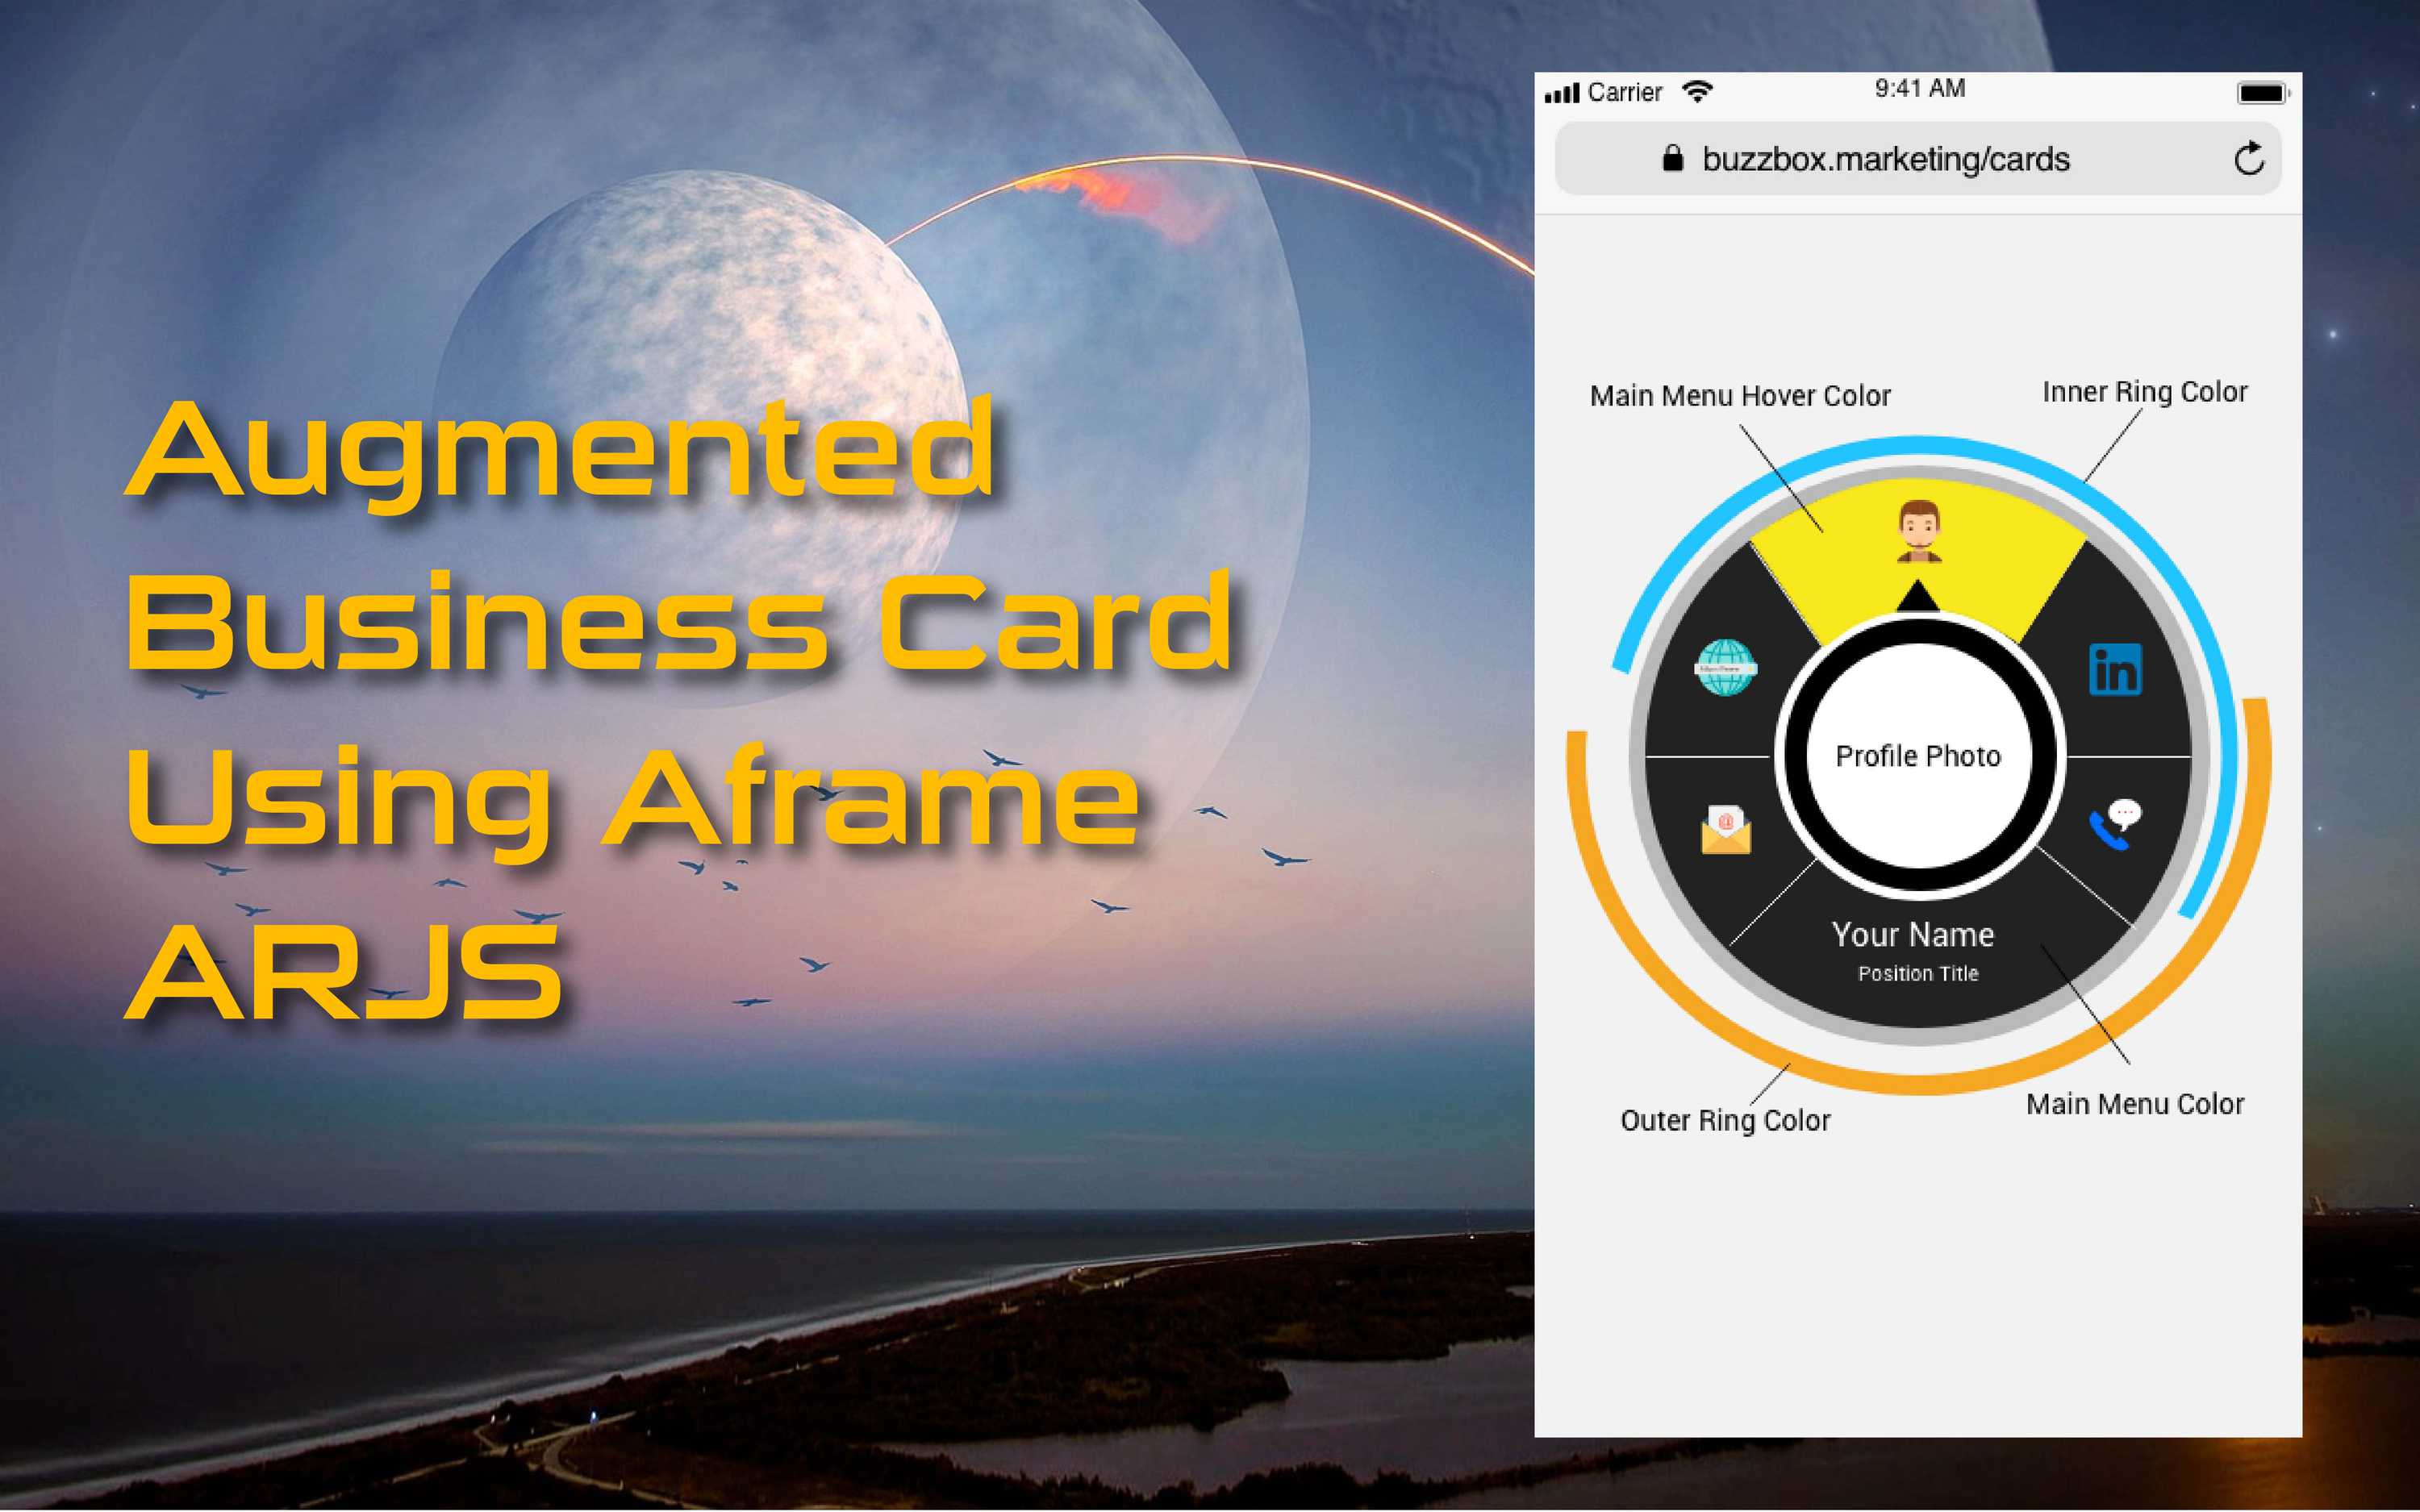 Augmented
Business Card
Using Aframe
ARJS
Carrier
9:41 AM
buzzbox.marketing/cards
Main Menu Hover Color
Inner Ring Color
in
@
Profile Photo
Your Name
Position Title
Outer Ring Color
Main Menu Color